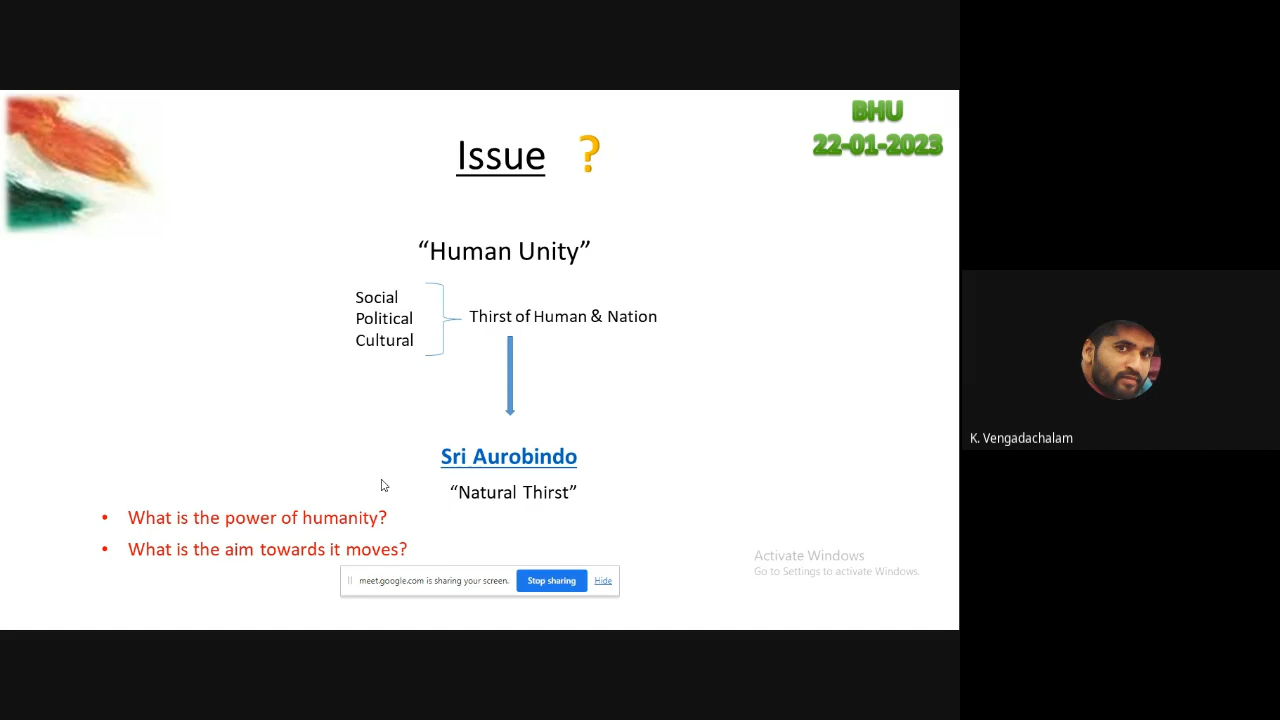 BHU
22-01-2023
Issue ?
“Human Unity”
Social
Political
Cultural
Thirst of Human & Nation
Sri Aurobindo
“Natural Thirst”
• What is the power of humanity?
• What is the aim towards it moves?
Activate Windows
Go to Settings to activate Windows.
meet.google.com is sharing your screen. Stop sharing Hide
K. Vengadachalam